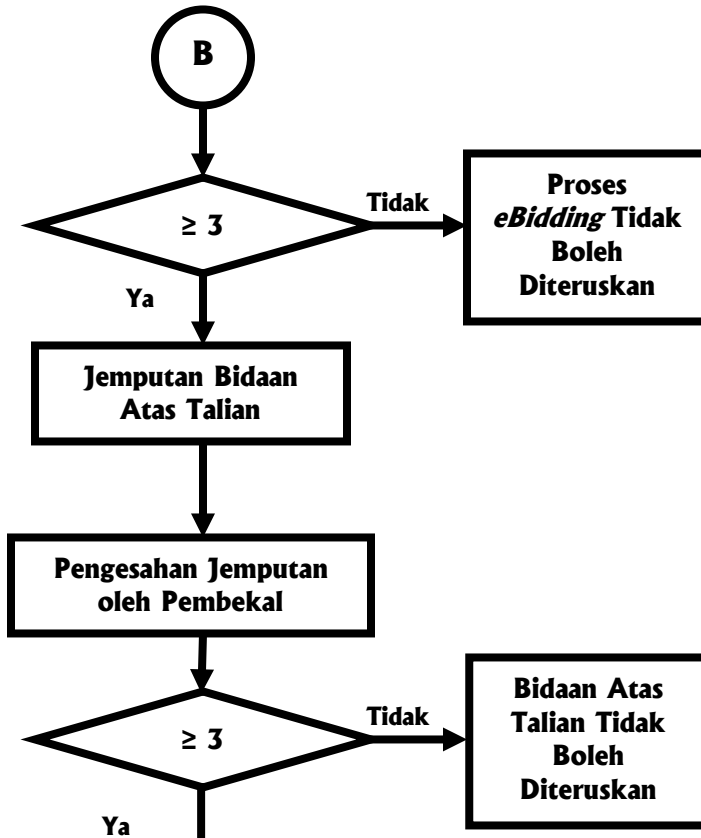 B
≥ 3
Tidak
Proses
eBidding Tidak
Boleh
Diteruskan
Ya
Jemputan Bidaan
Atas Talian
Pengesahan Jemputan
oleh Pembekal
≥ 3
Tidak
Bidaan Atas
Talian Tidak
Boleh
Diteruskan
Ya